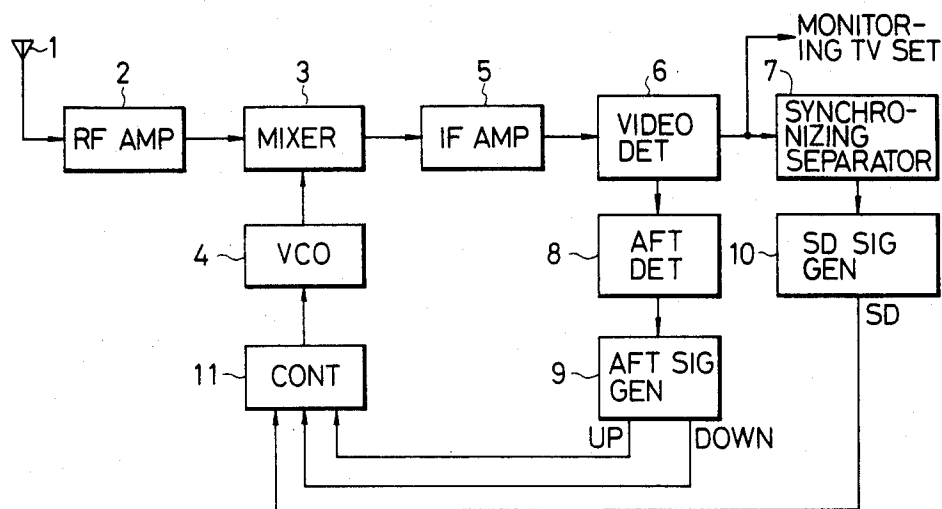 MONITOR-
ING TV SET
1
2
3
5
6
7
RF AMP
MIXER
IF AMP
VIDEO
DET
SYNCHRO-
NIZING
SEPARATOR
4
VCO
8
AFT
DET
10
SD SIG
GEN
SD
11
CONT
9
AFT SIG
GEN
UP
DOWN